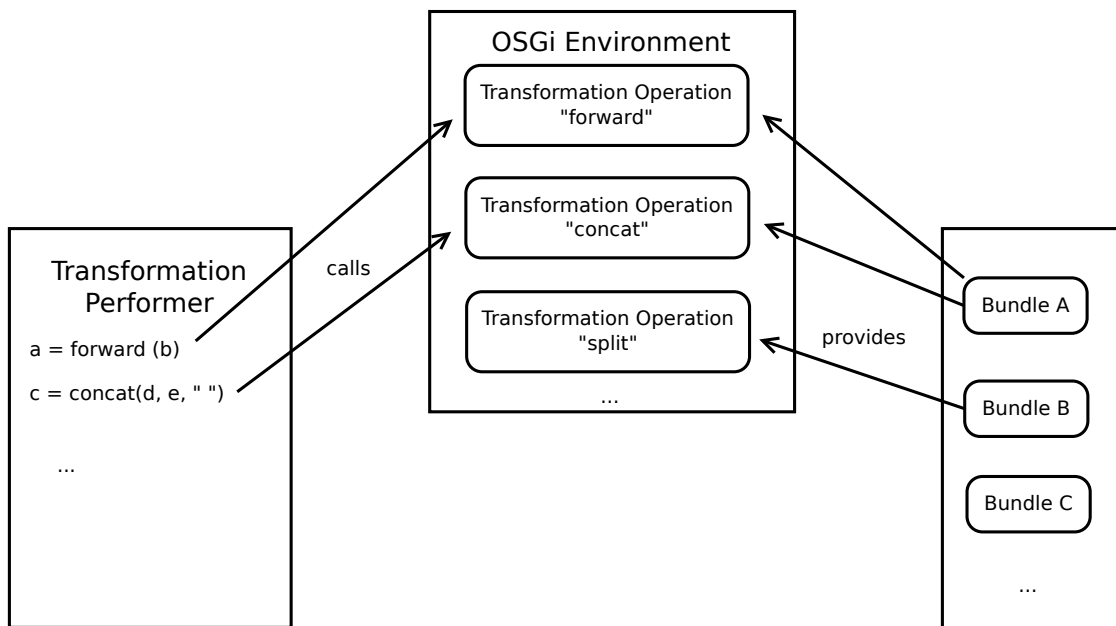 OSGi Environment
Transformation Operation
"forward"
Transformation Operation
"concat"
Transformation Operation
"split"
...
Transformation
Performer
a = forward (b)
c = concat(d, e, " ")
...
calls
provides
Bundle A
Bundle B
Bundle C
...